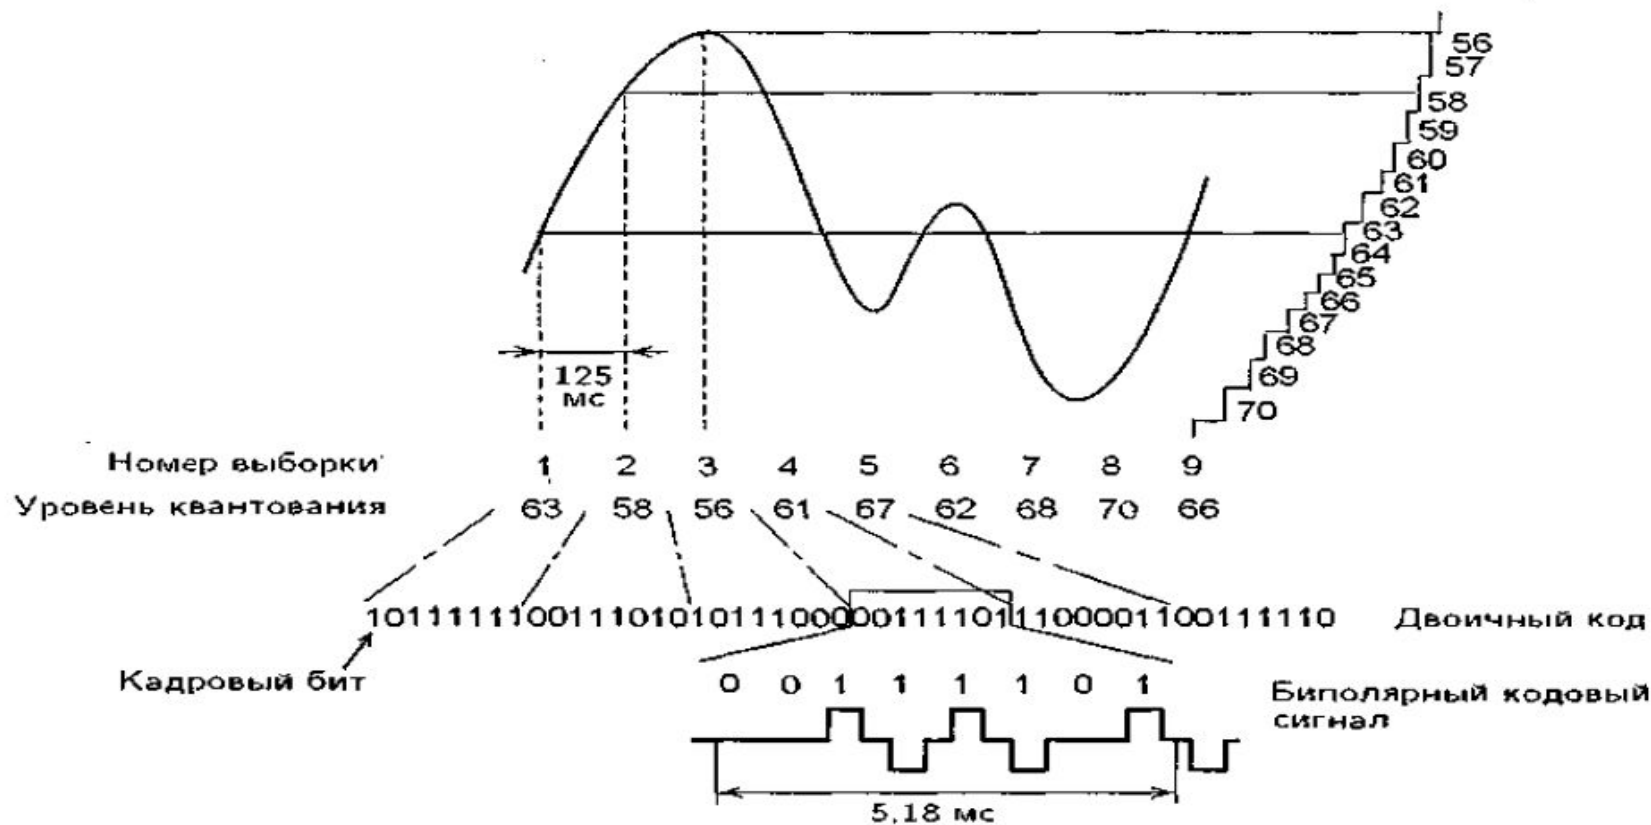 56
57
58
59
60
61
62
63
64
65
66
67
68
69
70
125
мс
Номер выборки 1 2 3 4 5 6 7 8 9
Уровень квантования 63 58 56 61 67 62 68 70 66
1011111110011101010111000001111011100001100111110 Двоичный код
Кадровый бит
0 0 1 1 1 1 0 1
Биполярный кодовый
сигнал
5,18 мс